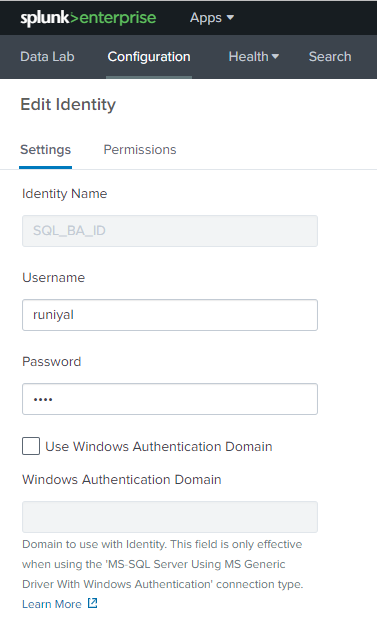 splunk>enterprise Apps
Data Lab Configuration Health Search
Edit Identity
Settings Permissions
Identity Name
SQL_BA_ID
Username
runiyal
Password
••••
Use Windows Authentication Domain
Windows Authentication Domain
Domain to use with Identity. This field is only effective
when using the 'MS-SQL Server Using MS Generic
Driver With Windows Authentication' connection type.
Learn More